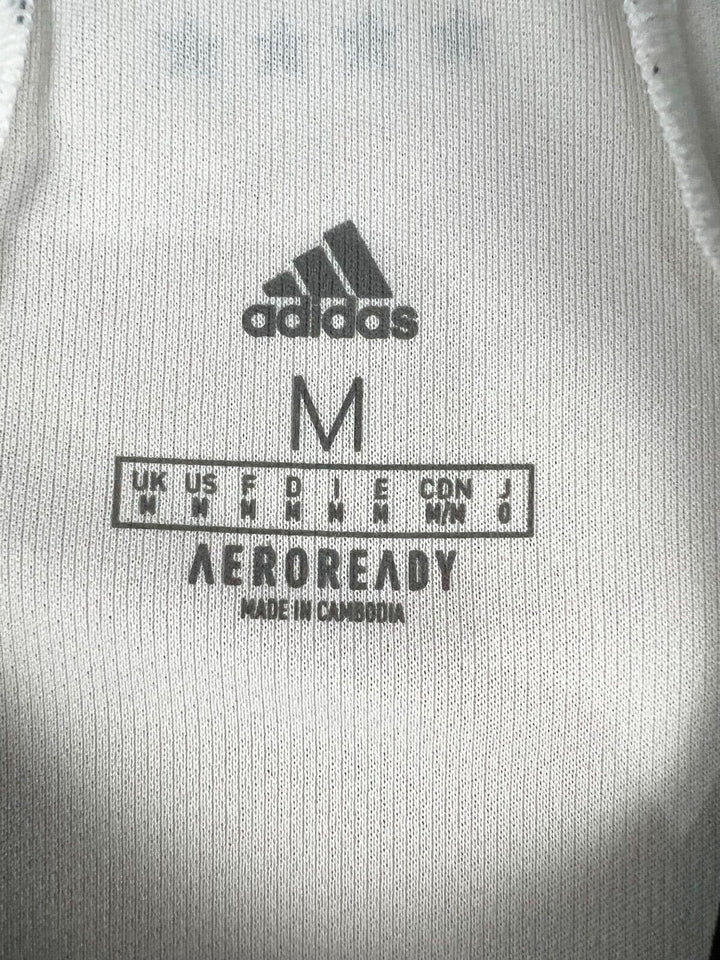 adidas
M
UK US F D I E CDN J
M M M M M M M/M O
AEROREADY
MADE IN CAMBODIA